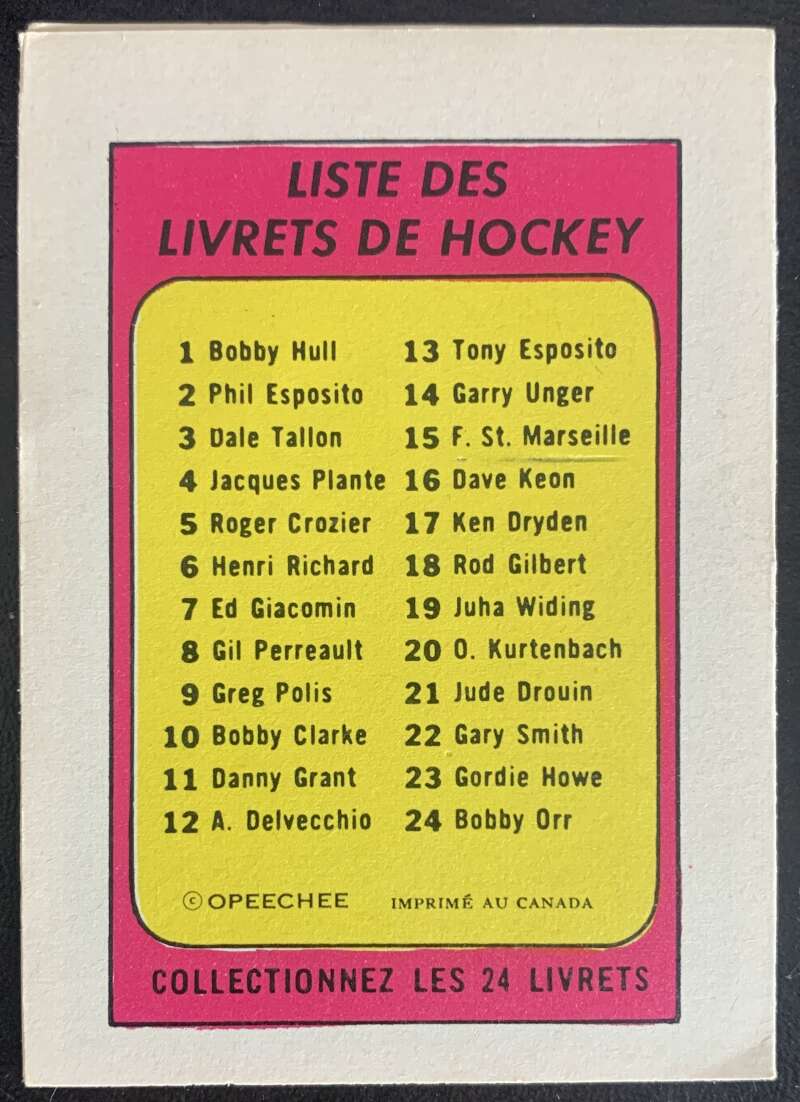 LISTE DES
LIVRETS DE HOCKEY
1 Bobby Hull
2 Phil Esposito
3 Dale Tallon
4 Jacques Plante
5 Roger Crozier
6 Henri Richard
7 Ed Giacomin
8 Gil Perreault
9 Greg Polis
10 Bobby Clarke
11 Danny Grant
12 A. Delvecchio
13 Tony Esposito
14 Garry Unger
15 F. St. Marseille
16 Dave Keon
17 Ken Dryden
18 Rod Gilbert
19 Juha Widing
20 O. Kurtenbach
21 Jude Drouin
22 Gary Smith
23 Gordie Howe
24 Bobby Orr
© OPEECHEE IMPRIMÉ AU CANADA
COLLECTIONNEZ LES 24 LIVRETS